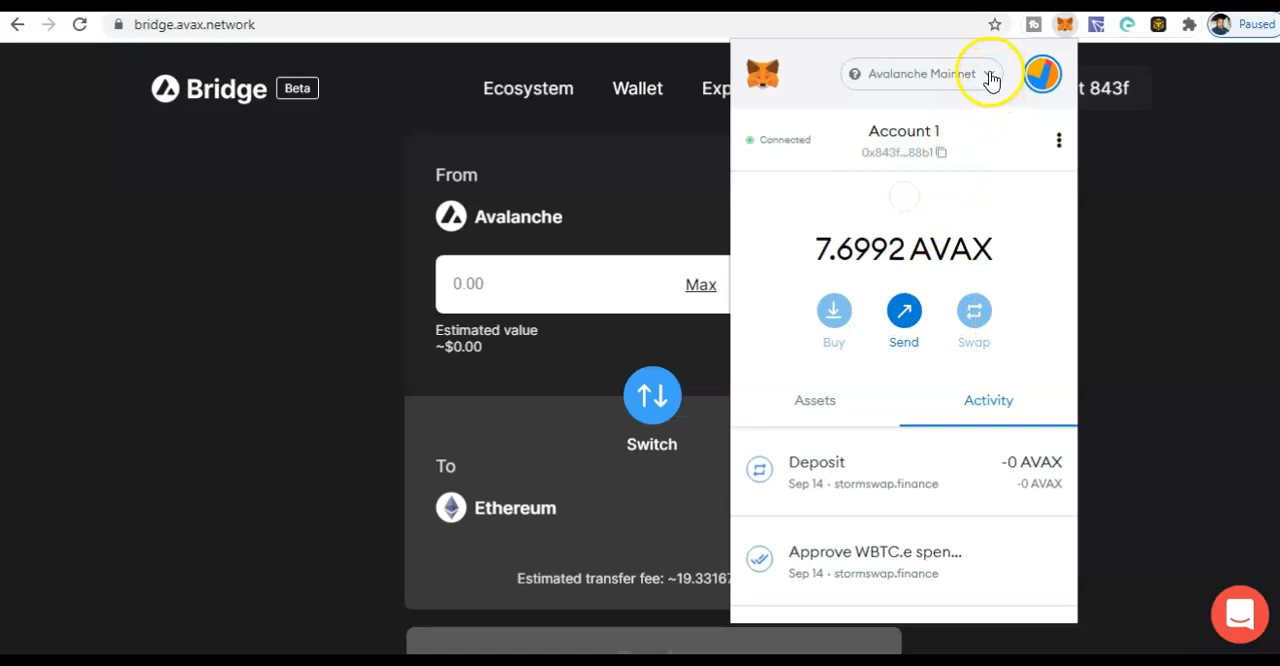 bridge.avax.network
Paused
Bridge Beta
Ecosystem
Wallet
Exp
t 843f
From
Avalanche
0.00
Max
Estimated value
~$0.00
Switch
To
Ethereum
Estimated transfer fee: ~19.33167
Avalanche Mainnet
Connected
Account 1
0x843f...88b1
7.6992 AVAX
Buy
Send
Swap
Assets
Activity
Deposit
-0 AVAX
Sep 14 · stormswap.finance
-0 AVAX
Approve WBTC.e spen...
Sep 14 · stormswap.finance